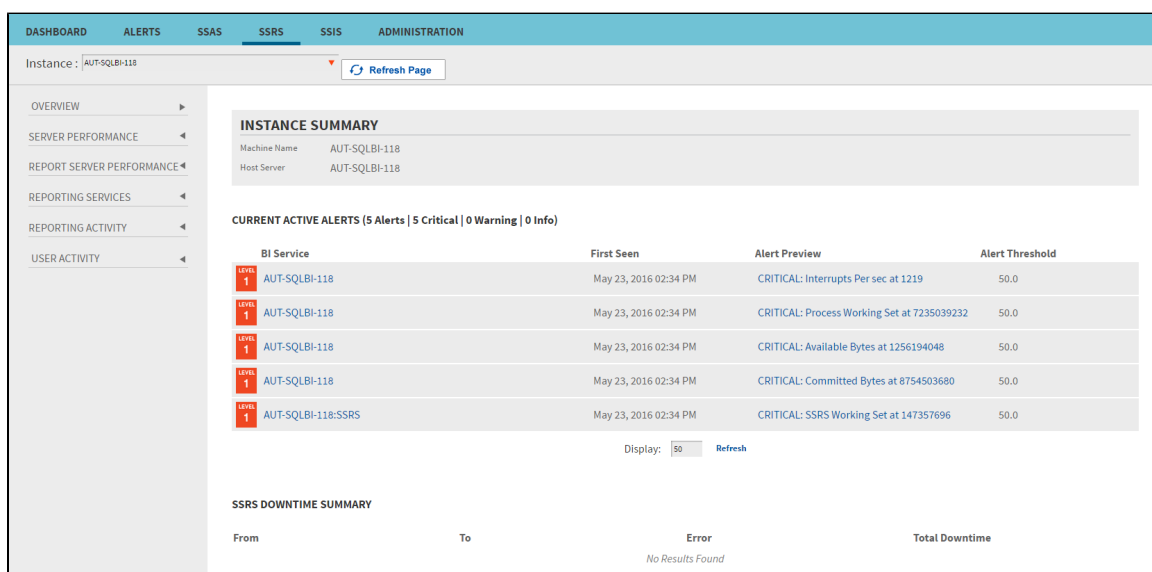 DASHBOARD ALERTS SSAS SSRS SSIS ADMINISTRATION
Instance : AUT-SQLBI-118 Refresh Page
OVERVIEW
SERVER PERFORMANCE
REPORT SERVER PERFORMANCE
REPORTING SERVICES
REPORTING ACTIVITY
USER ACTIVITY
INSTANCE SUMMARY
Machine Name AUT-SQLBI-118
Host Server AUT-SQLBI-118
CURRENT ACTIVE ALERTS (5 Alerts | 5 Critical | 0 Warning | 0 Info)
BI Service First Seen Alert Preview Alert Threshold
LEVEL 1 AUT-SQLBI-118 May 23, 2016 02:34 PM CRITICAL: Interrupts Per sec at 1219 50.0
LEVEL 1 AUT-SQLBI-118 May 23, 2016 02:34 PM CRITICAL: Process Working Set at 7235039232 50.0
LEVEL 1 AUT-SQLBI-118 May 23, 2016 02:34 PM CRITICAL: Available Bytes at 1256194048 50.0
LEVEL 1 AUT-SQLBI-118 May 23, 2016 02:34 PM CRITICAL: Committed Bytes at 8754503680 50.0
LEVEL 1 AUT-SQLBI-118:SSRS May 23, 2016 02:34 PM CRITICAL: SSRS Working Set at 147357696 50.0
Display: 50 Refresh
SSRS DOWNTIME SUMMARY
From To Error Total Downtime
No Results Found